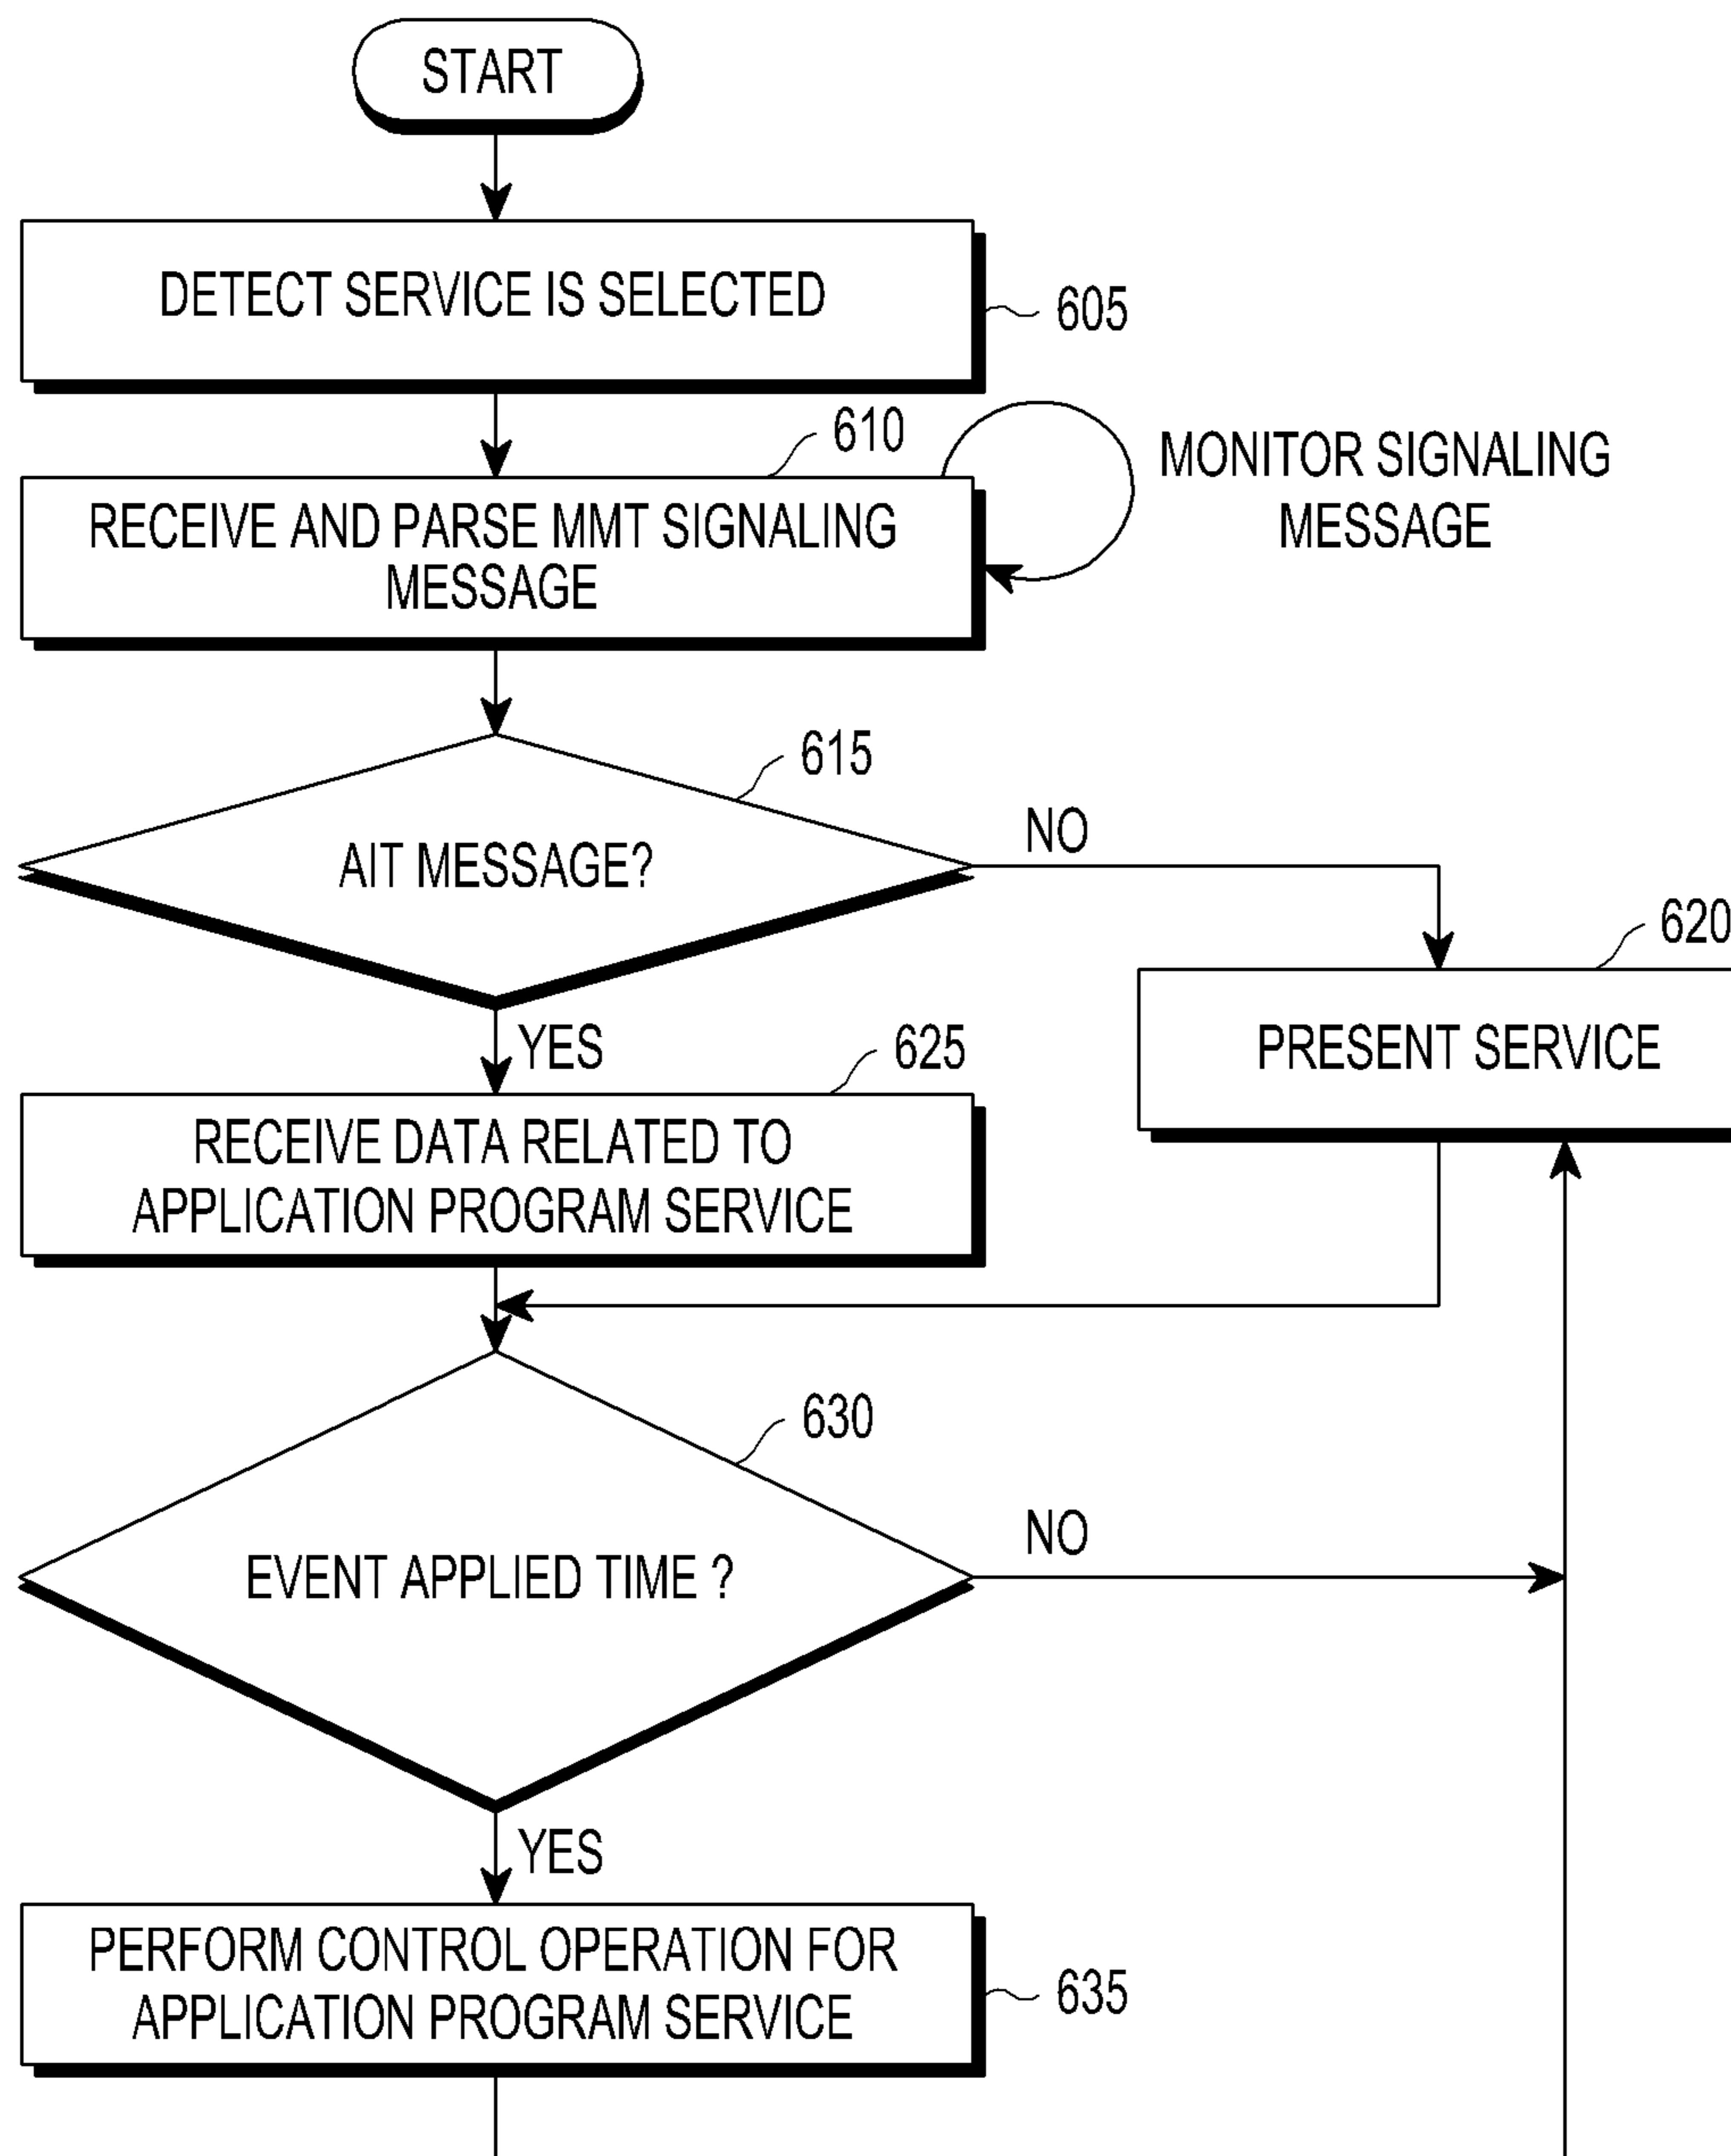 START
DETECT SERVICE IS SELECTED
605
610
RECEIVE AND PARSE MMT SIGNALING
MESSAGE
MONITOR SIGNALING
MESSAGE
615
AIT MESSAGE?
NO
620
PRESENT SERVICE
YES
625
RECEIVE DATA RELATED TO
APPLICATION PROGRAM SERVICE
630
EVENT APPLIED TIME ?
NO
YES
PERFORM CONTROL OPERATION FOR
APPLICATION PROGRAM SERVICE
635